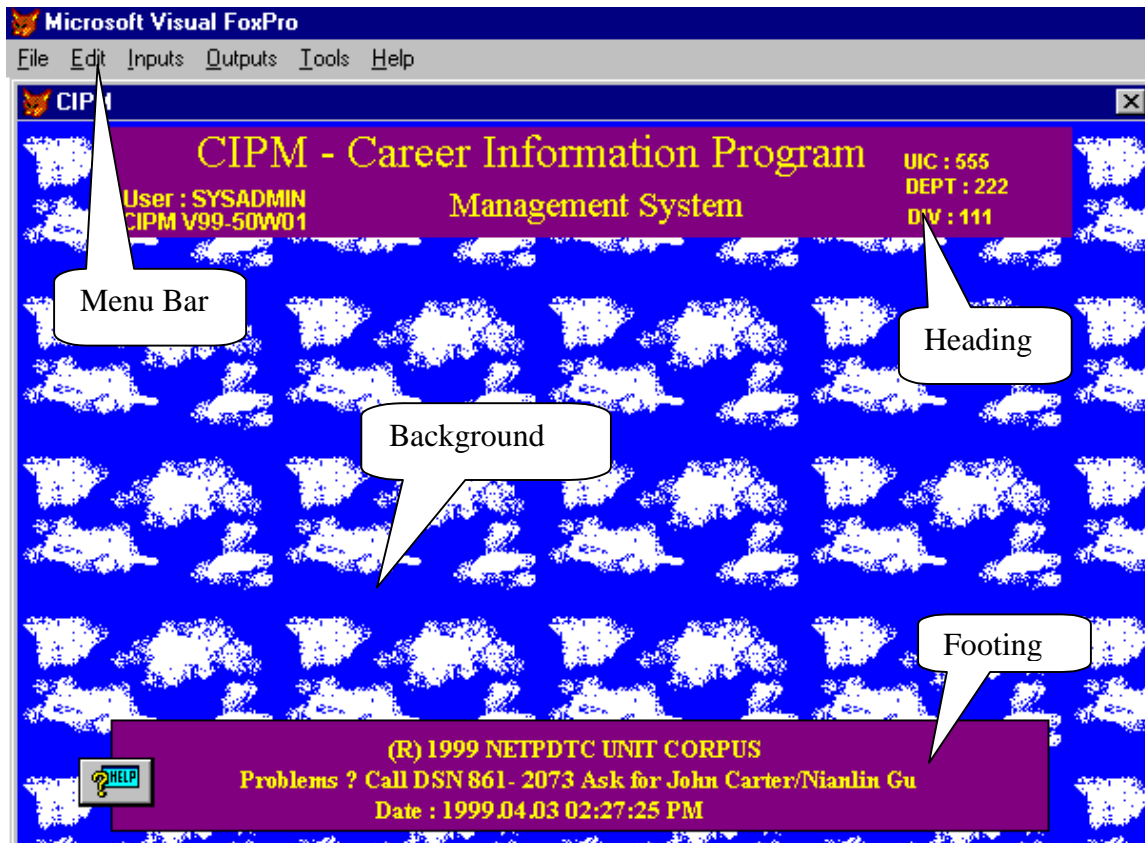 Microsoft Visual FoxPro
File Edit Inputs Outputs Tools Help
CIPM
CIPM - Career Information Program
Management System
User : SYSADMIN
CIPM V99-50W01
UIC : 555
DEPT : 222
DIV : 111
Menu Bar
Heading
Background
Footing
(R) 1999 NETPDTC UNIT CORPUS
HELP
Problems ? Call DSN 861- 2073 Ask for John Carter/Nianlin Gu
Date : 1999.04.03 02:27:25 PM